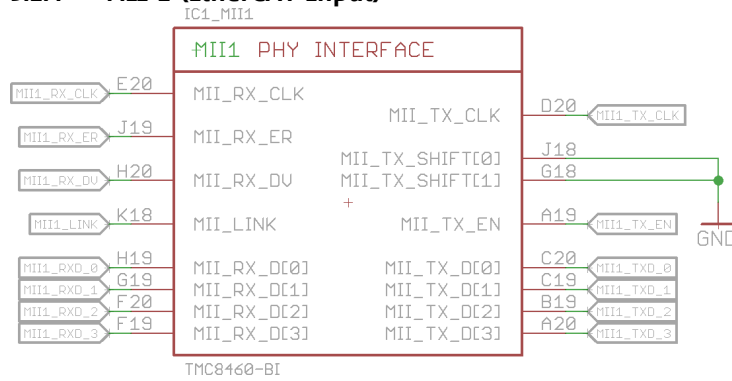 IC1_MII1
MII1 PHY INTERFACE
MII1_RX_CLK E20 MII_RX_CLK
MII_TX_CLK D20 MII1_TX_CLK
MII1_RX_ER J19 MII_RX_ER
MII_TX_SHIFT[0] J18
MII1_RX_DV H20 MII_RX_DV MII_TX_SHIFT[1] G18
MII1_LINK K18 MII_LINK MII_TX_EN A19 MII1_TX_EN
GND
MII1_RXD_0 H19 MII_RX_D[0] MII_TX_D[0] C20 MII1_TXD_0
MII1_RXD_1 G19 MII_RX_D[1] MII_TX_D[1] C19 MII1_TXD_1
MII1_RXD_2 F20 MII_RX_D[2] MII_TX_D[2] B19 MII1_TXD_2
MII1_RXD_3 F19 MII_RX_D[3] MII_TX_D[3] A20 MII1_TXD_3
TMC8460-BI